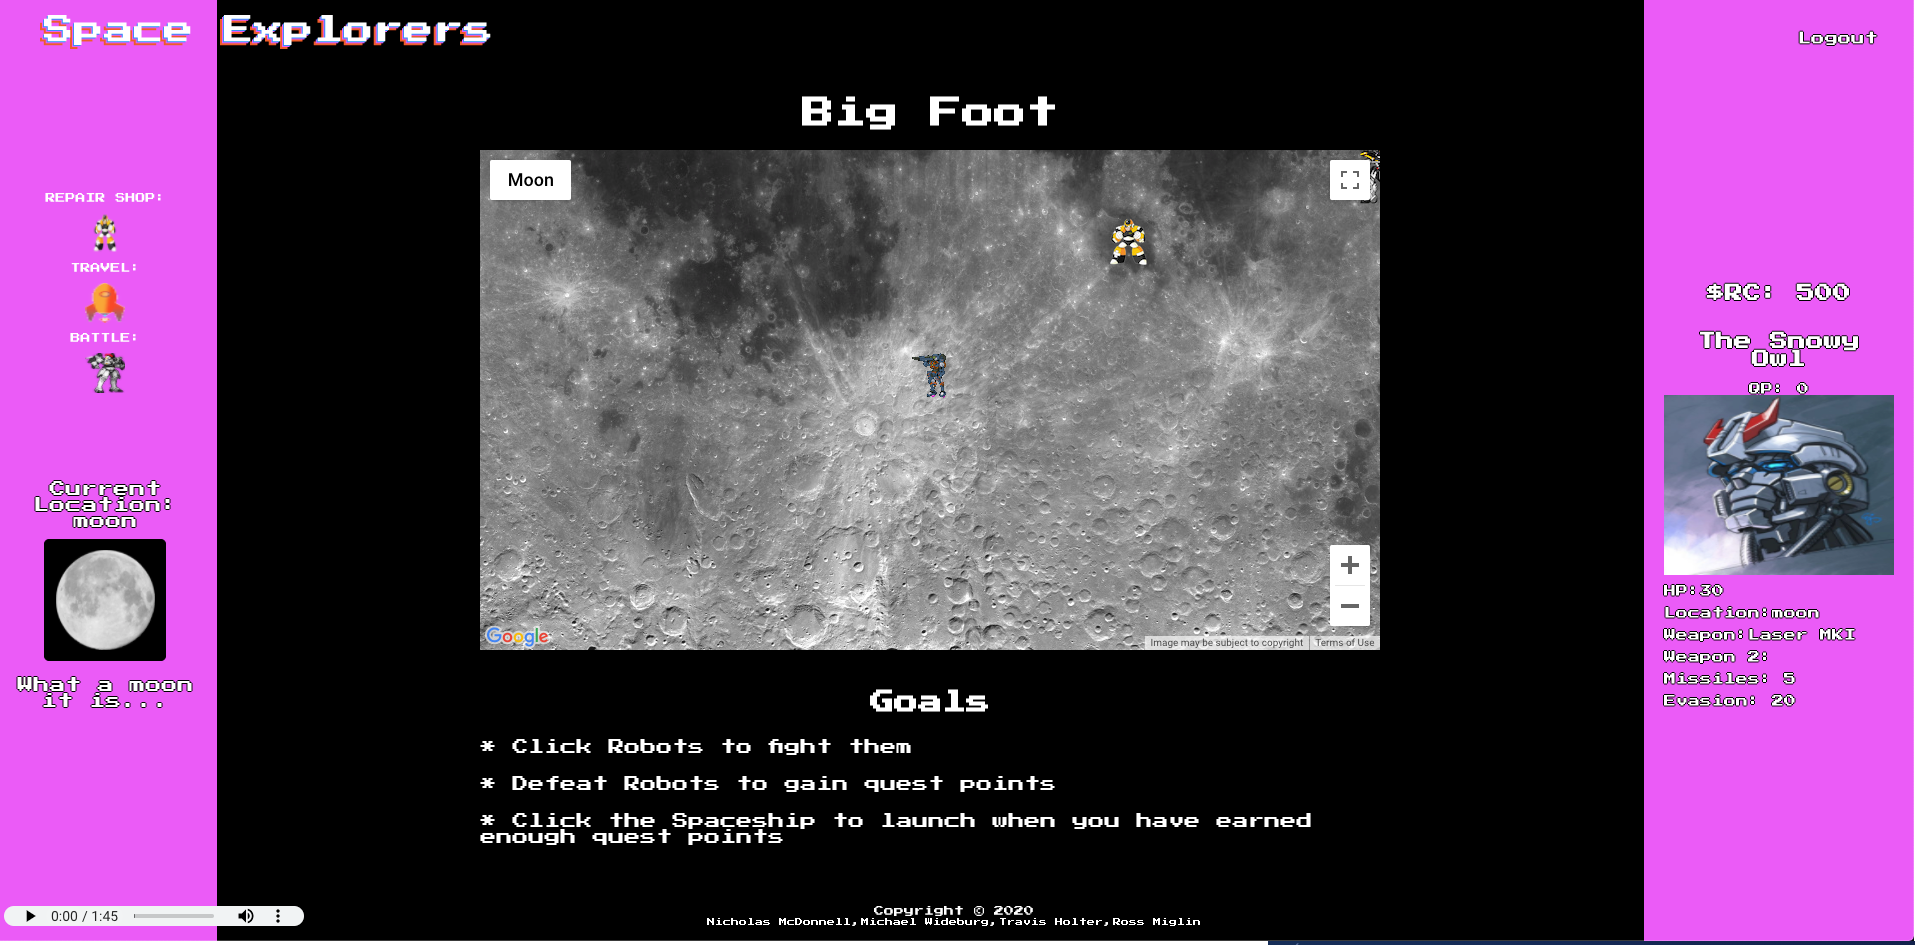 Space Explorers
Logout
Big Foot
Moon
REPAIR SHOP:
TRAVEL:
BATTLE:
Current
Location:
moon
What a moon
it is...
$RC: 500
The Snowy
Owl
QP: 0
HP:30
Location:moon
Weapon:Laser MKI
Weapon 2:
Missiles: 5
Evasion: 20
Google
Image may be subject to copyright
Terms of Use
Goals
* Click Robots to fight them
* Defeat Robots to gain quest points
* Click the Spaceship to launch when you have earned
enough quest points
0:00 / 1:45
Copyright © 2020
Nicholas McDonnell,Michael Wideburg,Travis Holter,Ross Miglin